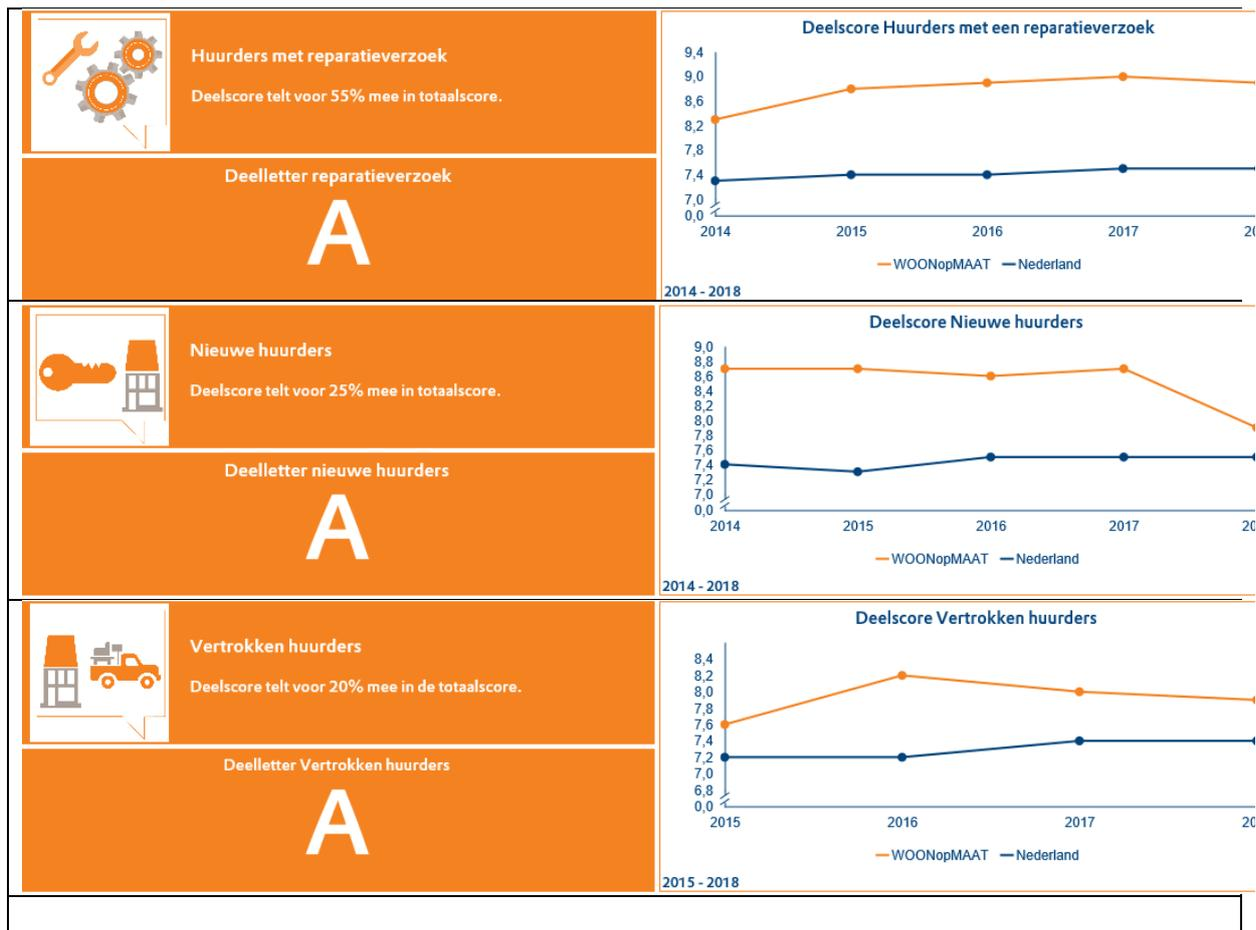 Huurders met reparatieverzoek
Deelscore telt voor 55% mee in totaalscore.
Deelletter reparatieverzoek
A
Deelscore Huurders met een reparatieverzoek
9,4
9,0
8,6
8,2
7,8
7,4
7,0
0,0
2014 2015 2016 2017 20
WOONopMAAT Nederland
2014 - 2018
Nieuwe huurders
Deelscore telt voor 25% mee in totaalscore.
Deelletter nieuwe huurders
A
Deelscore Nieuwe huurders
9,0
8,8
8,6
8,4
8,2
8,0
7,8
7,6
7,4
7,2
7,0
0,0
2014 2015 2016 2017 20
WOONopMAAT Nederland
2014 - 2018
Vertrokken huurders
Deelscore telt voor 20% mee in de totaalscore.
Deelletter Vertrokken huurders
A
Deelscore Vertrokken huurders
8,4
8,2
8,0
7,8
7,6
7,4
7,2
7,0
6,8
0,0
2015 2016 2017 20
WOONopMAAT Nederland
2015 - 2018